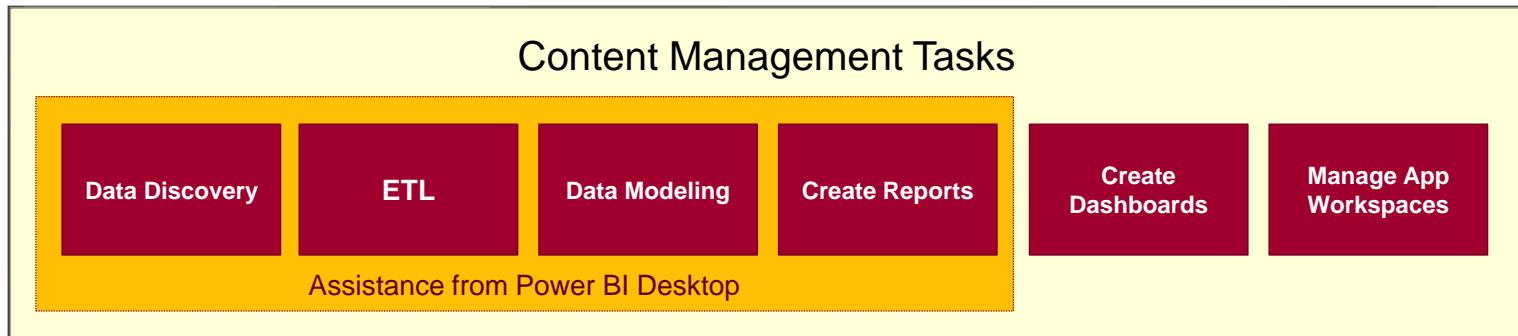 Content Management Tasks
Data Discovery
ETL
Data Modeling
Create Reports
Create
Dashboards
Manage App
Workspaces
Assistance from Power BI Desktop